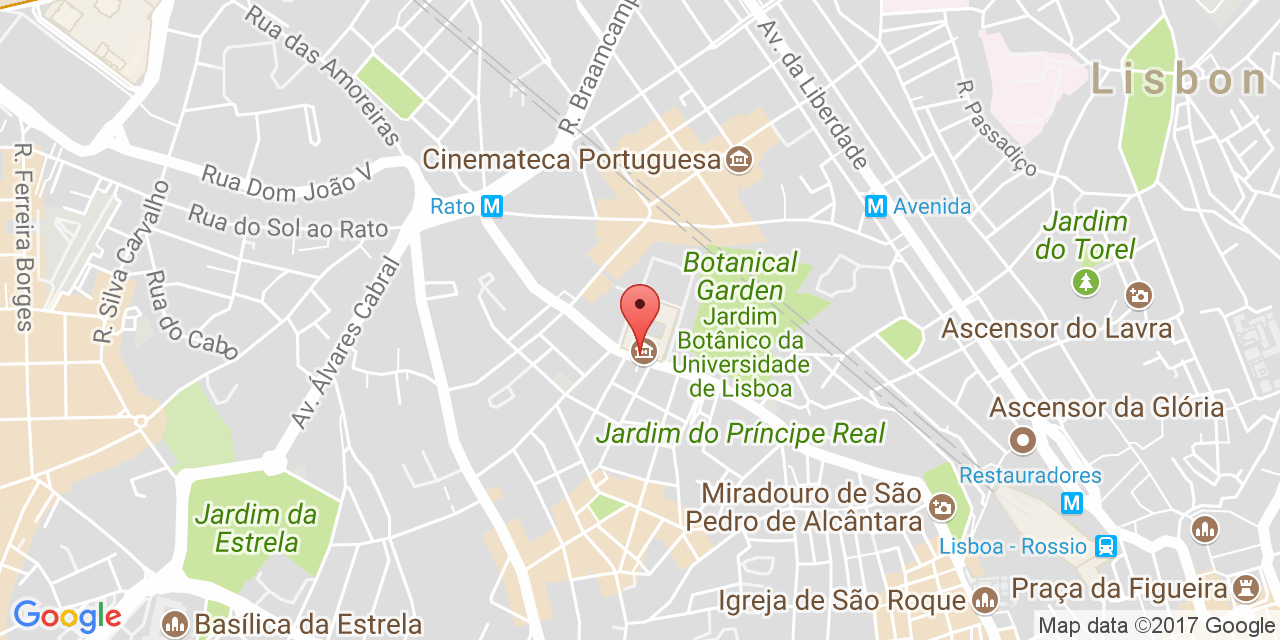 Rua das Amoreiras
R. Braamcamp
Av. da Liberdade
Lisbon
R. Passadiço
R. Ferreira Borges
Cinemateca Portuguesa
Rua Dom João V
R. Silva Carvalho
Rua do Sol ao Rato
Rato M
M Avenida
Jardim
do Torel
Botanical
Garden
Jardim
Botânico da
Universidade
de Lisboa
Rua do Cabo
Av. Álvares Cabral
Ascensor do Lavra
Ascensor da Glória
Jardim do Príncipe Real
Restauradores
M
Miradouro de São
Pedro de Alcântara
Jardim da
Estrela
Lisboa - Rossio
Praça da Figueira
Igreja de São Roque
Google
Basílica da Estrela
Map data ©2017 Google